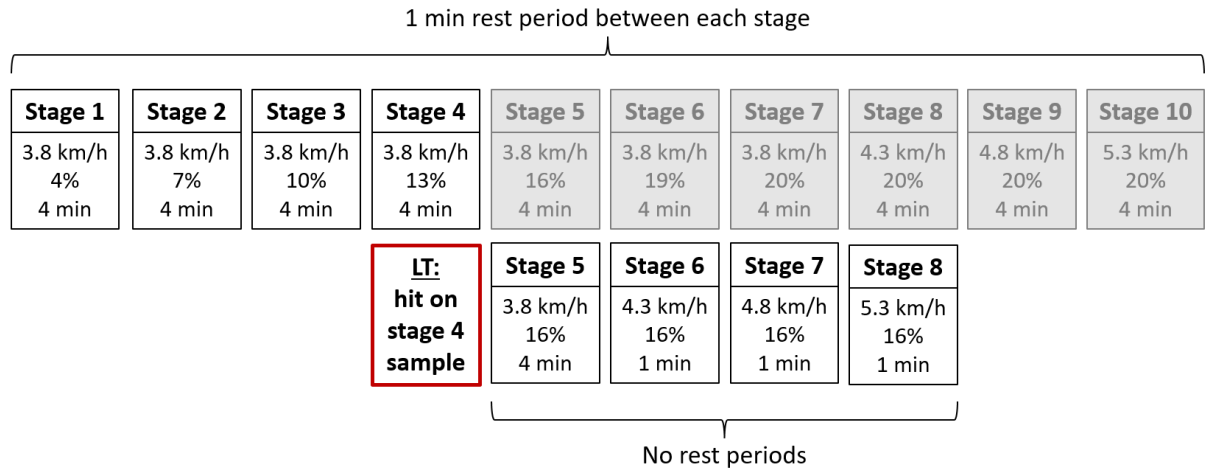 1 min rest period between each stage
Stage 1
3.8 km/h
4%
4 min
Stage 2
3.8 km/h
7%
4 min
Stage 3
3.8 km/h
10%
4 min
Stage 4
3.8 km/h
13%
4 min
Stage 5
3.8 km/h
16%
4 min
Stage 6
3.8 km/h
19%
4 min
Stage 7
3.8 km/h
20%
4 min
Stage 8
4.3 km/h
20%
4 min
Stage 9
4.8 km/h
20%
4 min
Stage 10
5.3 km/h
20%
4 min
LT:
hit on
stage 4
sample
Stage 5
3.8 km/h
16%
4 min
Stage 6
4.3 km/h
16%
1 min
Stage 7
4.8 km/h
16%
1 min
Stage 8
5.3 km/h
16%
1 min
No rest periods